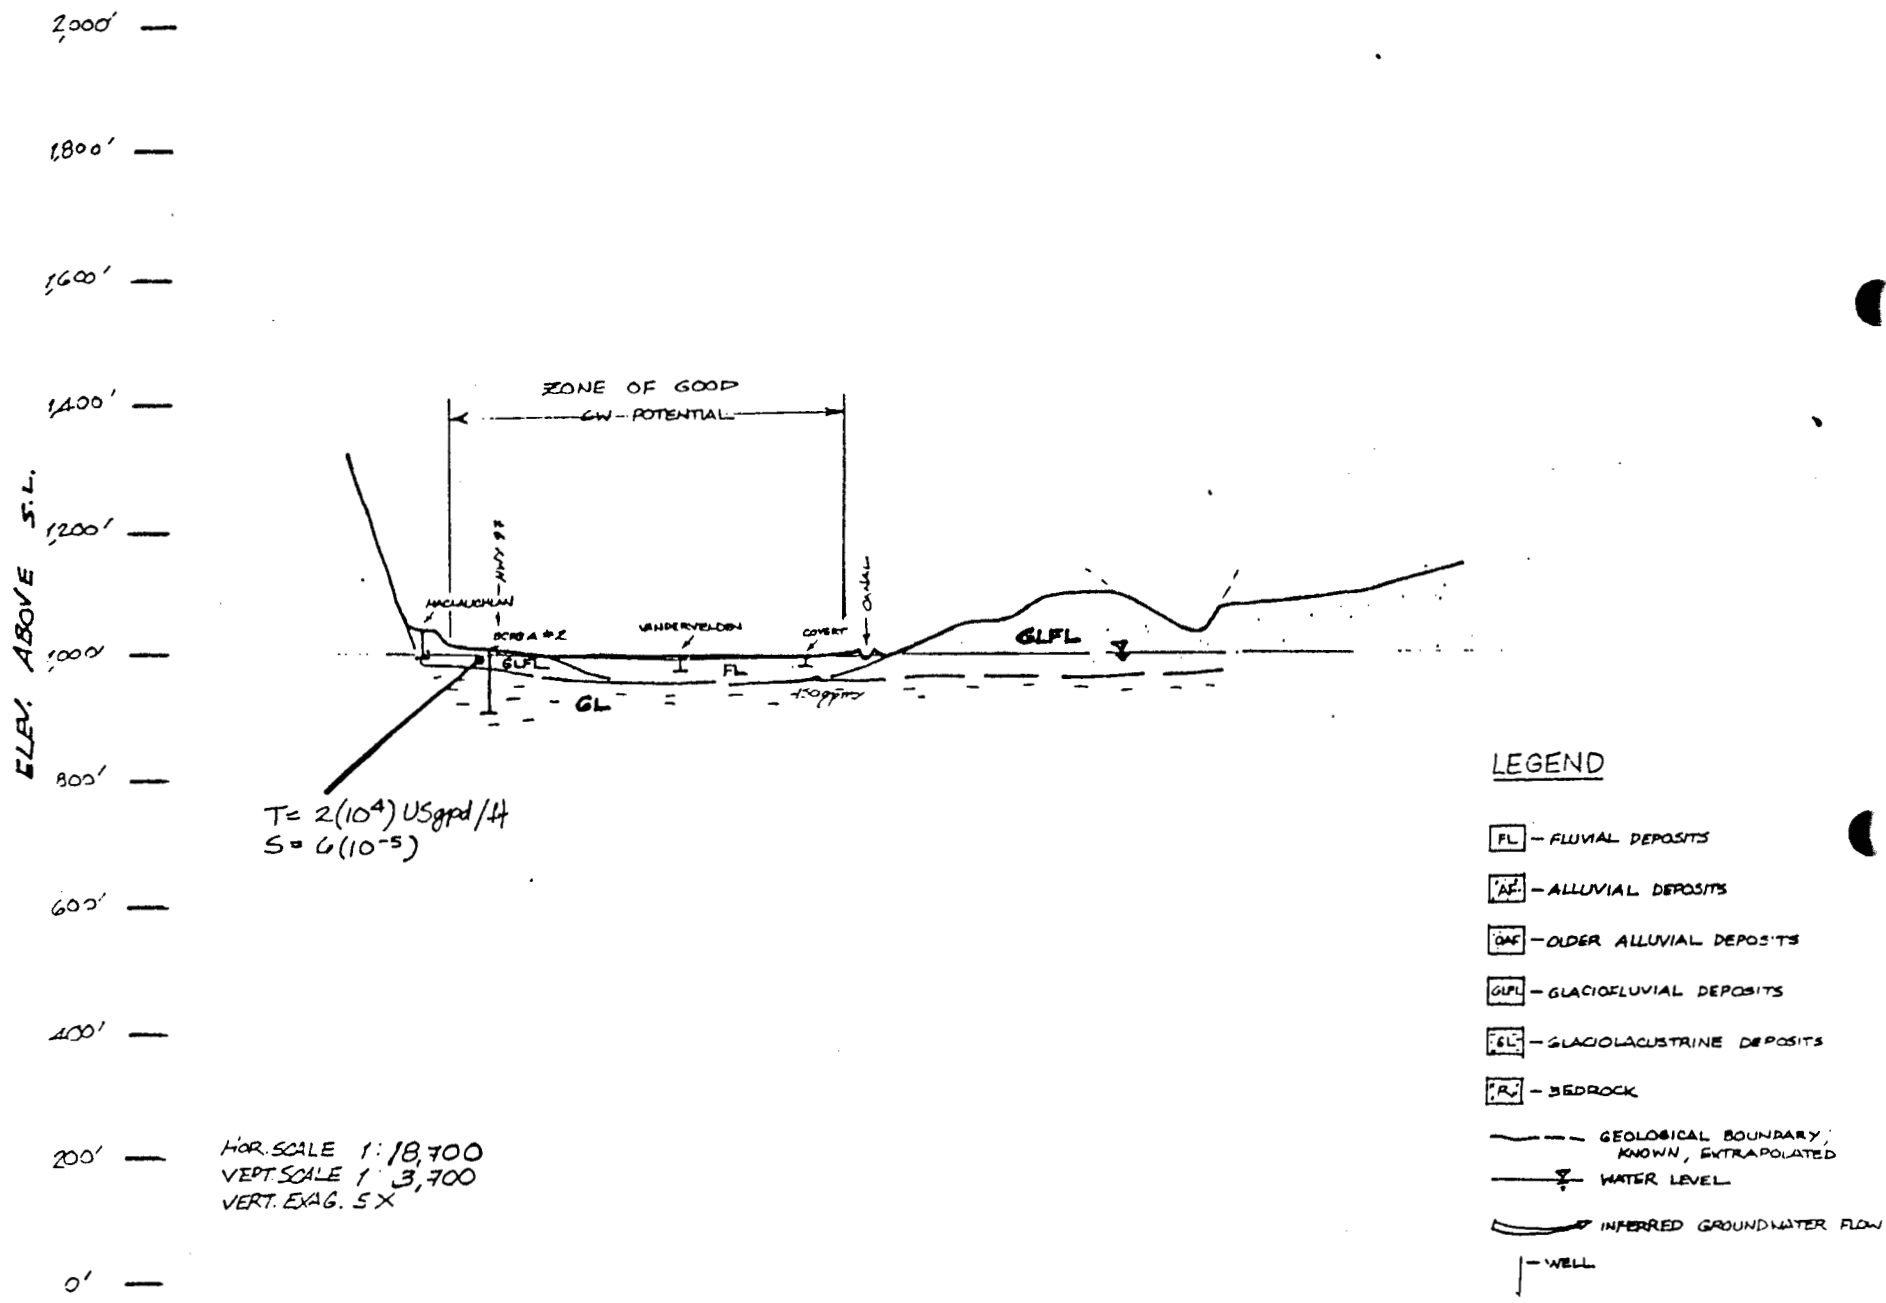 2,000'
1,800'
1,600'
1,400'
1,200'
1,000'
800'
600'
400'
200'
0'
ELEV. ABOVE S.L.
ZONE OF GOOD
GW POTENTIAL
HWY 97
MACLAUCHLAN
VANDERVELDEN
COVERT
CANAL
GLFL
GLFL
FL
GL
T = 2(10⁴) USgpd/ft
S = 6(10⁻⁵)
HOR. SCALE 1:18,700
VERT. SCALE 1:3,700
VERT. EXAG. 5X
LEGEND
FL - FLUVIAL DEPOSITS
AF - ALLUVIAL DEPOSITS
OAF - OLDER ALLUVIAL DEPOSITS
GLFL - GLACIOFLUVIAL DEPOSITS
GL - GLACIOLACUSTRINE DEPOSITS
R - BEDROCK
GEOLOGICAL BOUNDARY,
KNOWN, EXTRAPOLATED
WATER LEVEL
INFERRED GROUNDWATER FLOW
- WELL